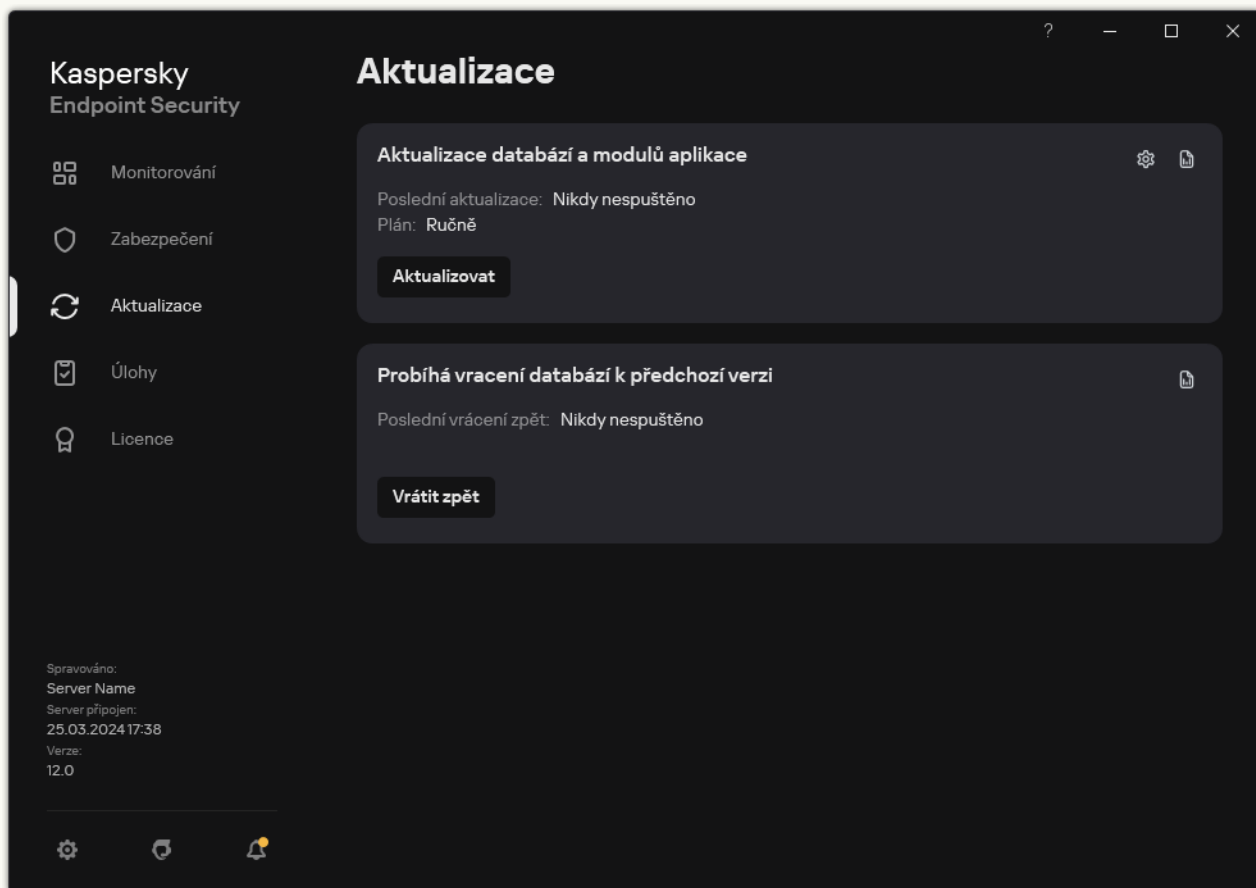 ?
Kaspersky
Endpoint Security
Monitorování
Zabezpečení
Aktualizace
Úlohy
Licence
Spravováno:
Server Name
Server připojen:
25.03.2024 17:38
Verze:
12.0
Aktualizace
Aktualizace databází a modulů aplikace
Poslední aktualizace: Nikdy nespuštěno
Plán: Ručně
Aktualizovat
Probíhá vracení databází k předchozí verzi
Poslední vrácení zpět: Nikdy nespuštěno
Vrátit zpět